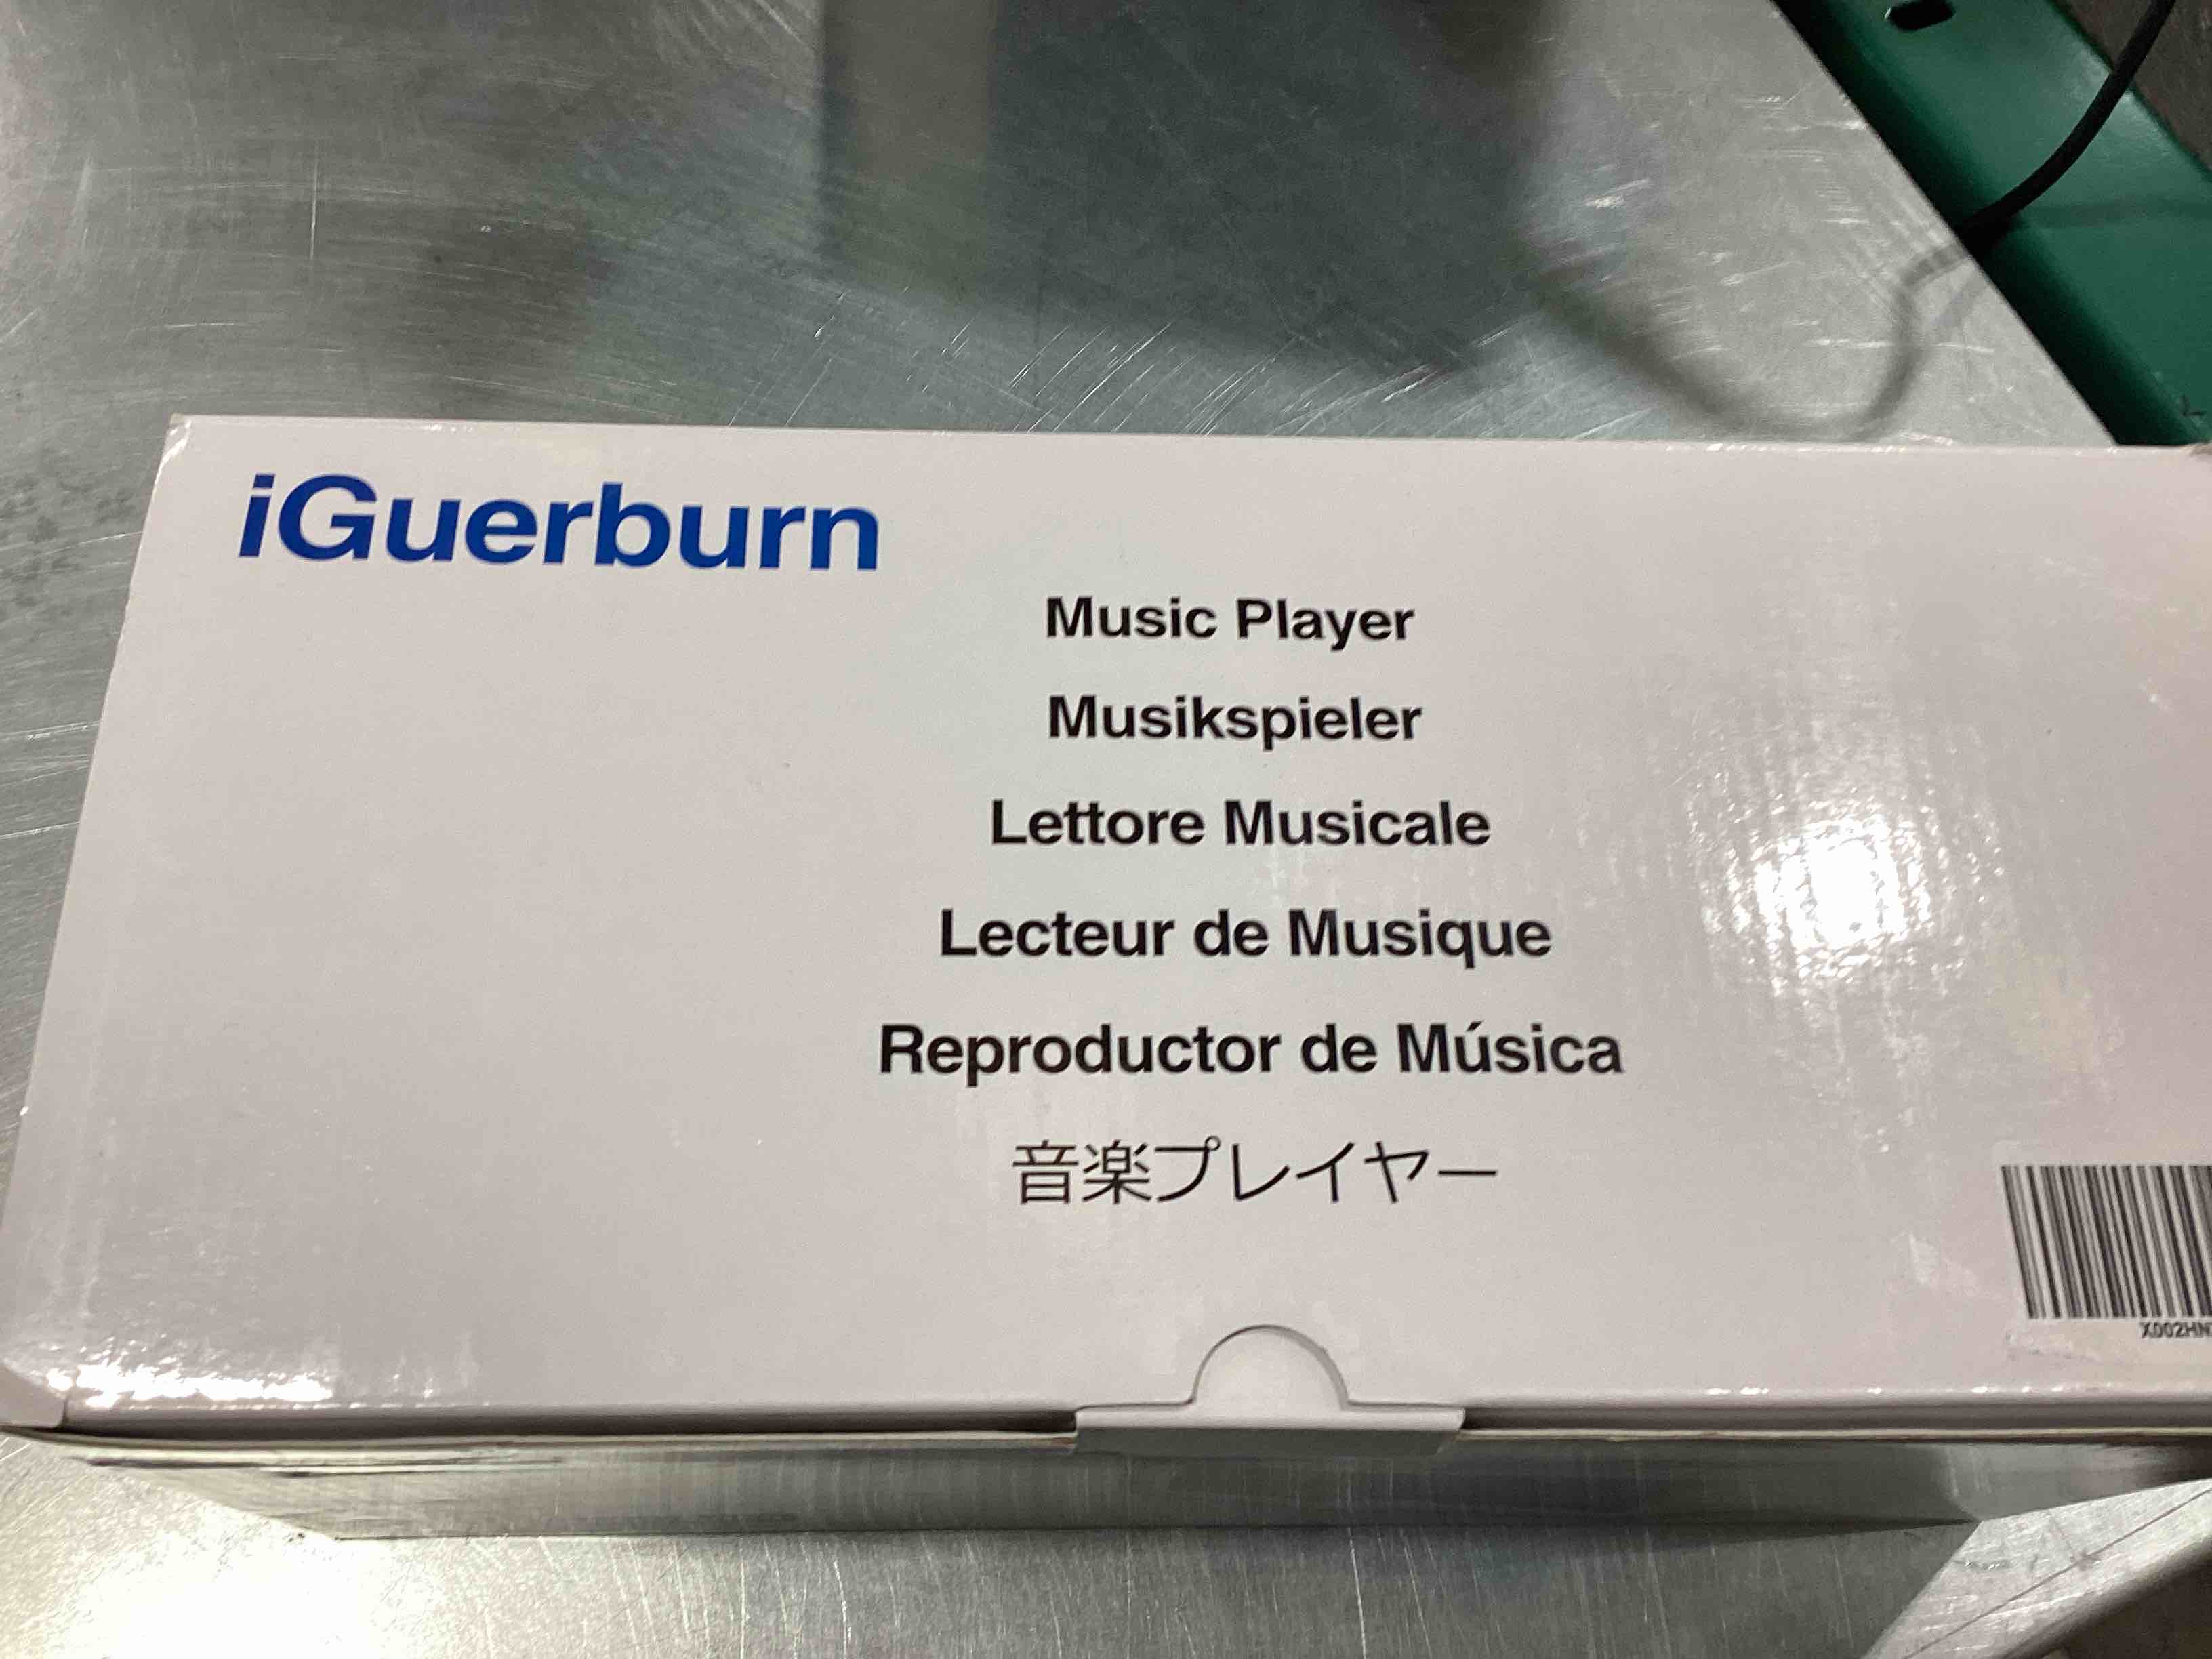 iGuerburn
Music Player
Musikspieler
Lettore Musicale
Lecteur de Musique
Reproductor de Música
音楽プレイヤー